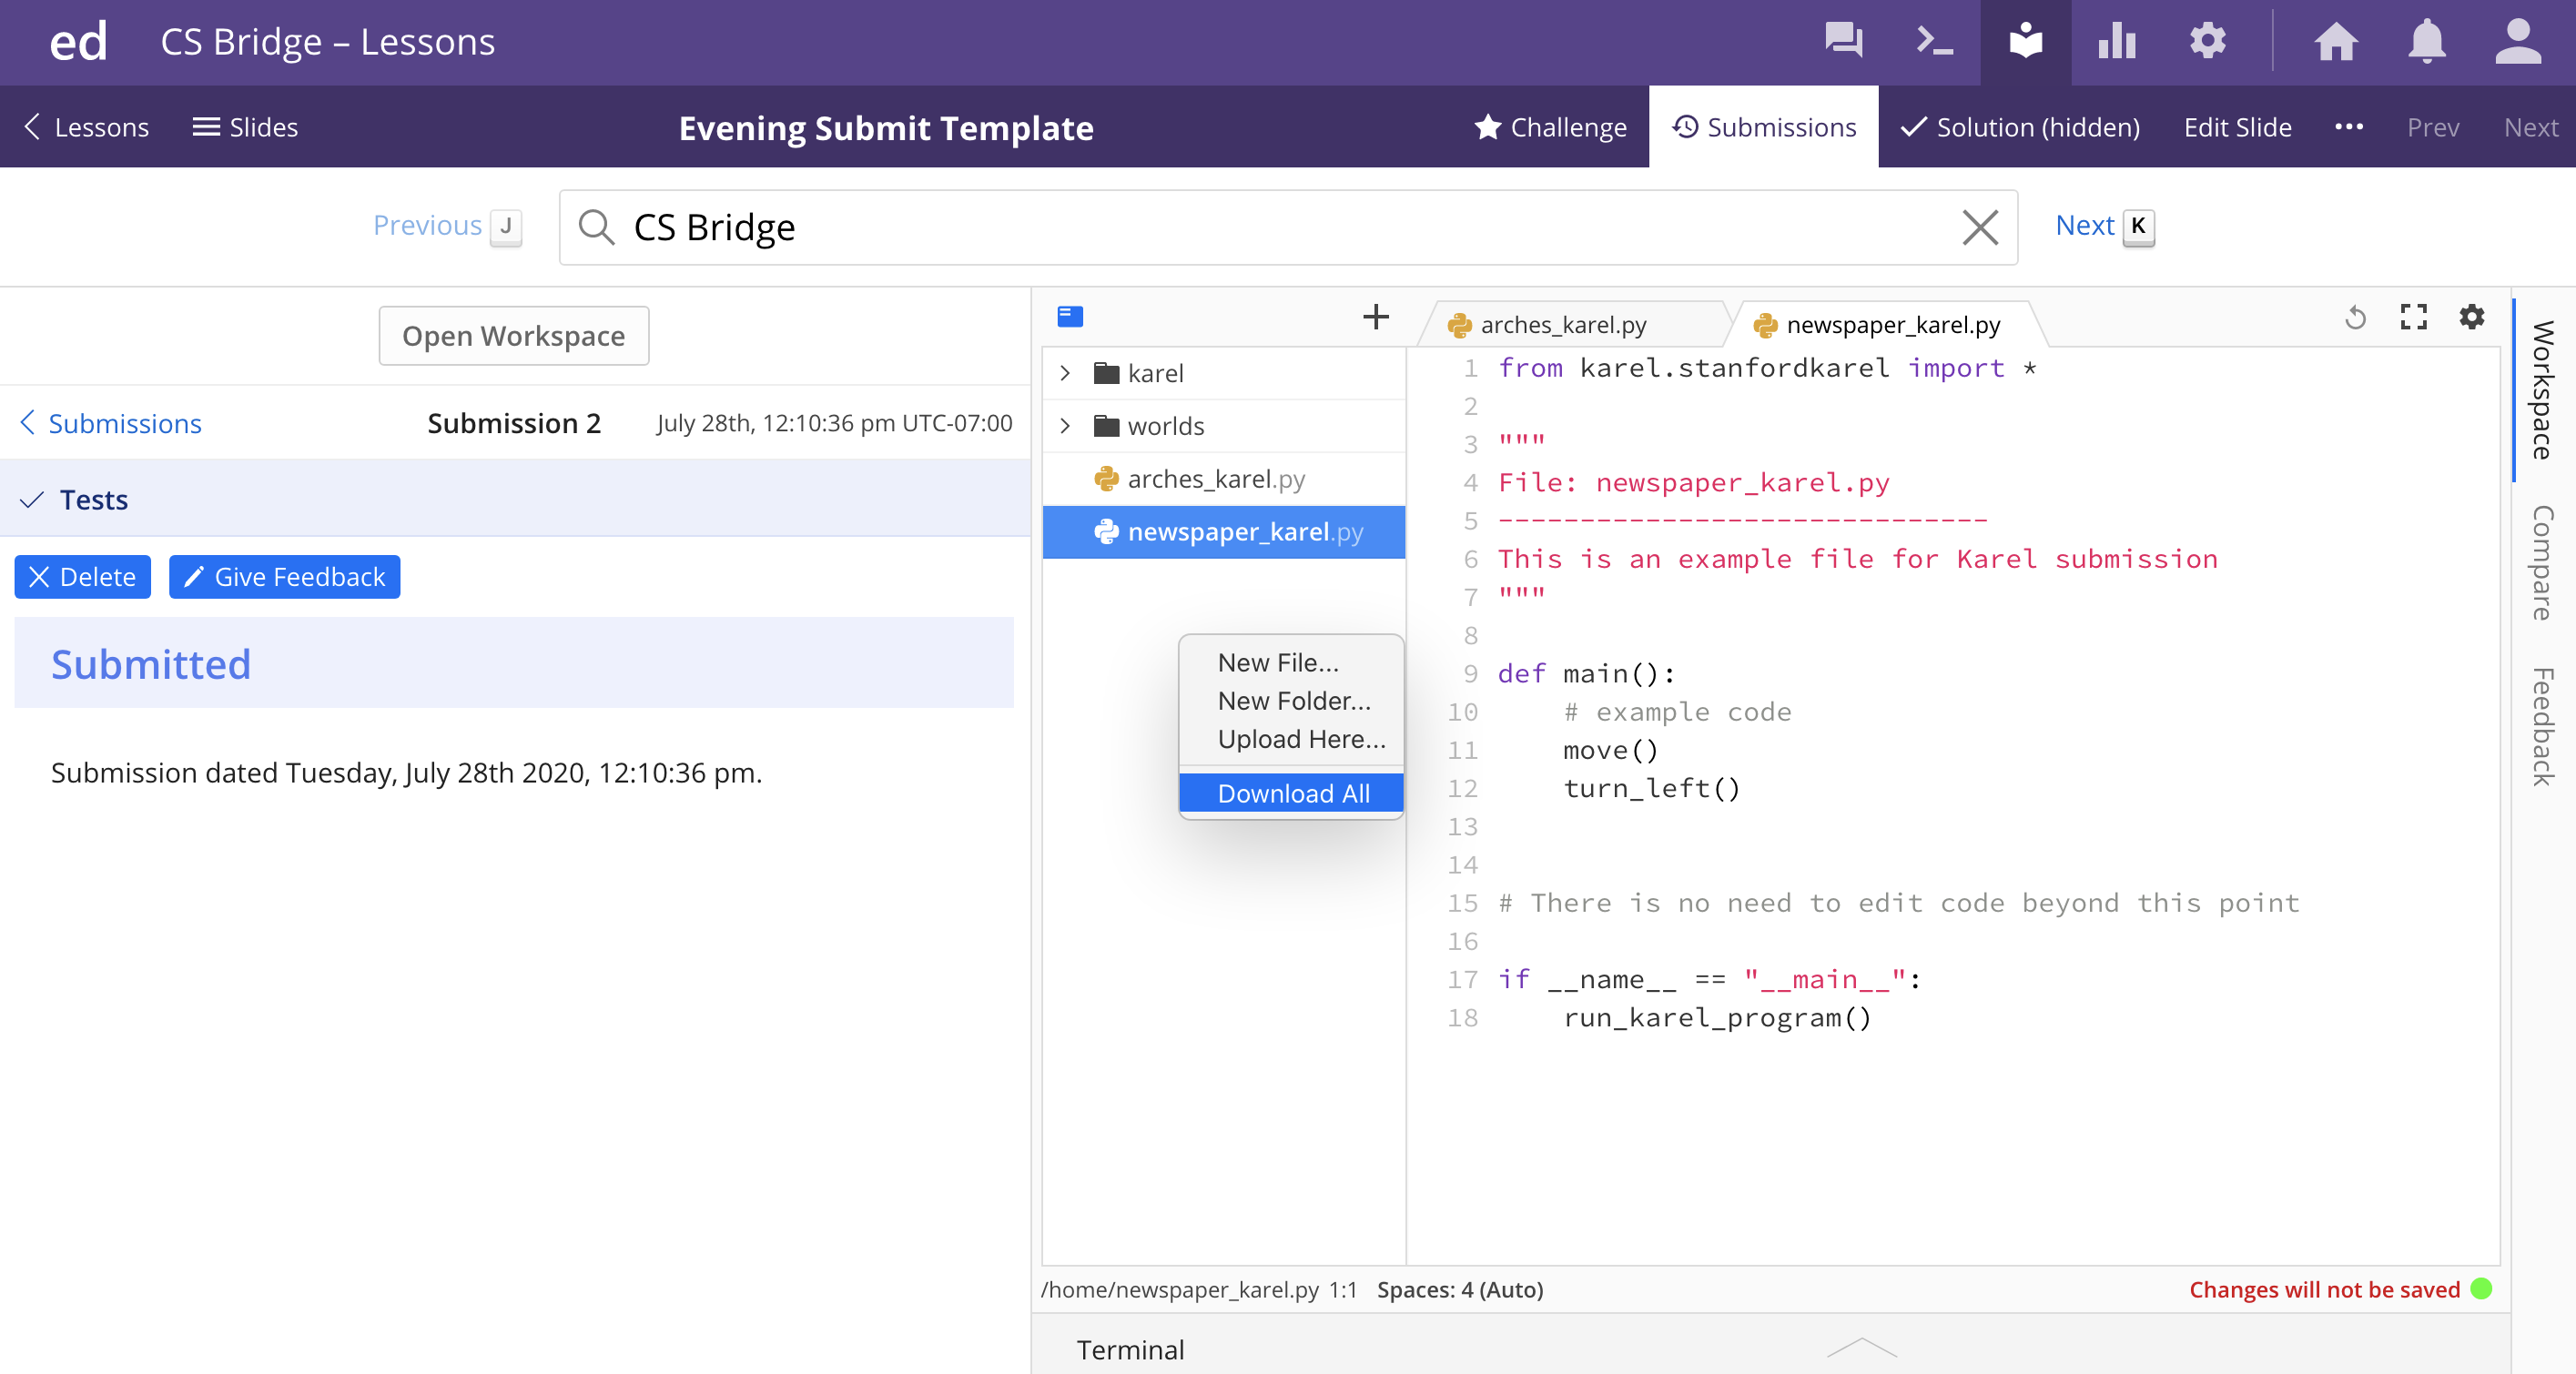 ed CS Bridge – Lessons
Lessons Slides Evening Submit Template Challenge Submissions Solution (hidden) Edit Slide Prev Next
Previous J CS Bridge Next K
Open Workspace
Submissions Submission 2 July 28th, 12:10:36 pm UTC-07:00
Tests
Delete Give Feedback
Submitted
Submission dated Tuesday, July 28th 2020, 12:10:36 pm.
karel
worlds
arches_karel.py
newspaper_karel.py
New File...
New Folder...
Upload Here...
Download All
arches_karel.py newspaper_karel.py
1 from karel.stanfordkarel import *
2
3 """
4 File: newspaper_karel.py
5 ------------------------------
6 This is an example file for Karel submission
7 """
8
9 def main():
10 # example code
11 move()
12 turn_left()
13
14
15 # There is no need to edit code beyond this point
16
17 if __name__ == "__main__":
18 run_karel_program()
/home/newspaper_karel.py 1:1 Spaces: 4 (Auto) Changes will not be saved
Terminal
Workspace
Compare
Feedback